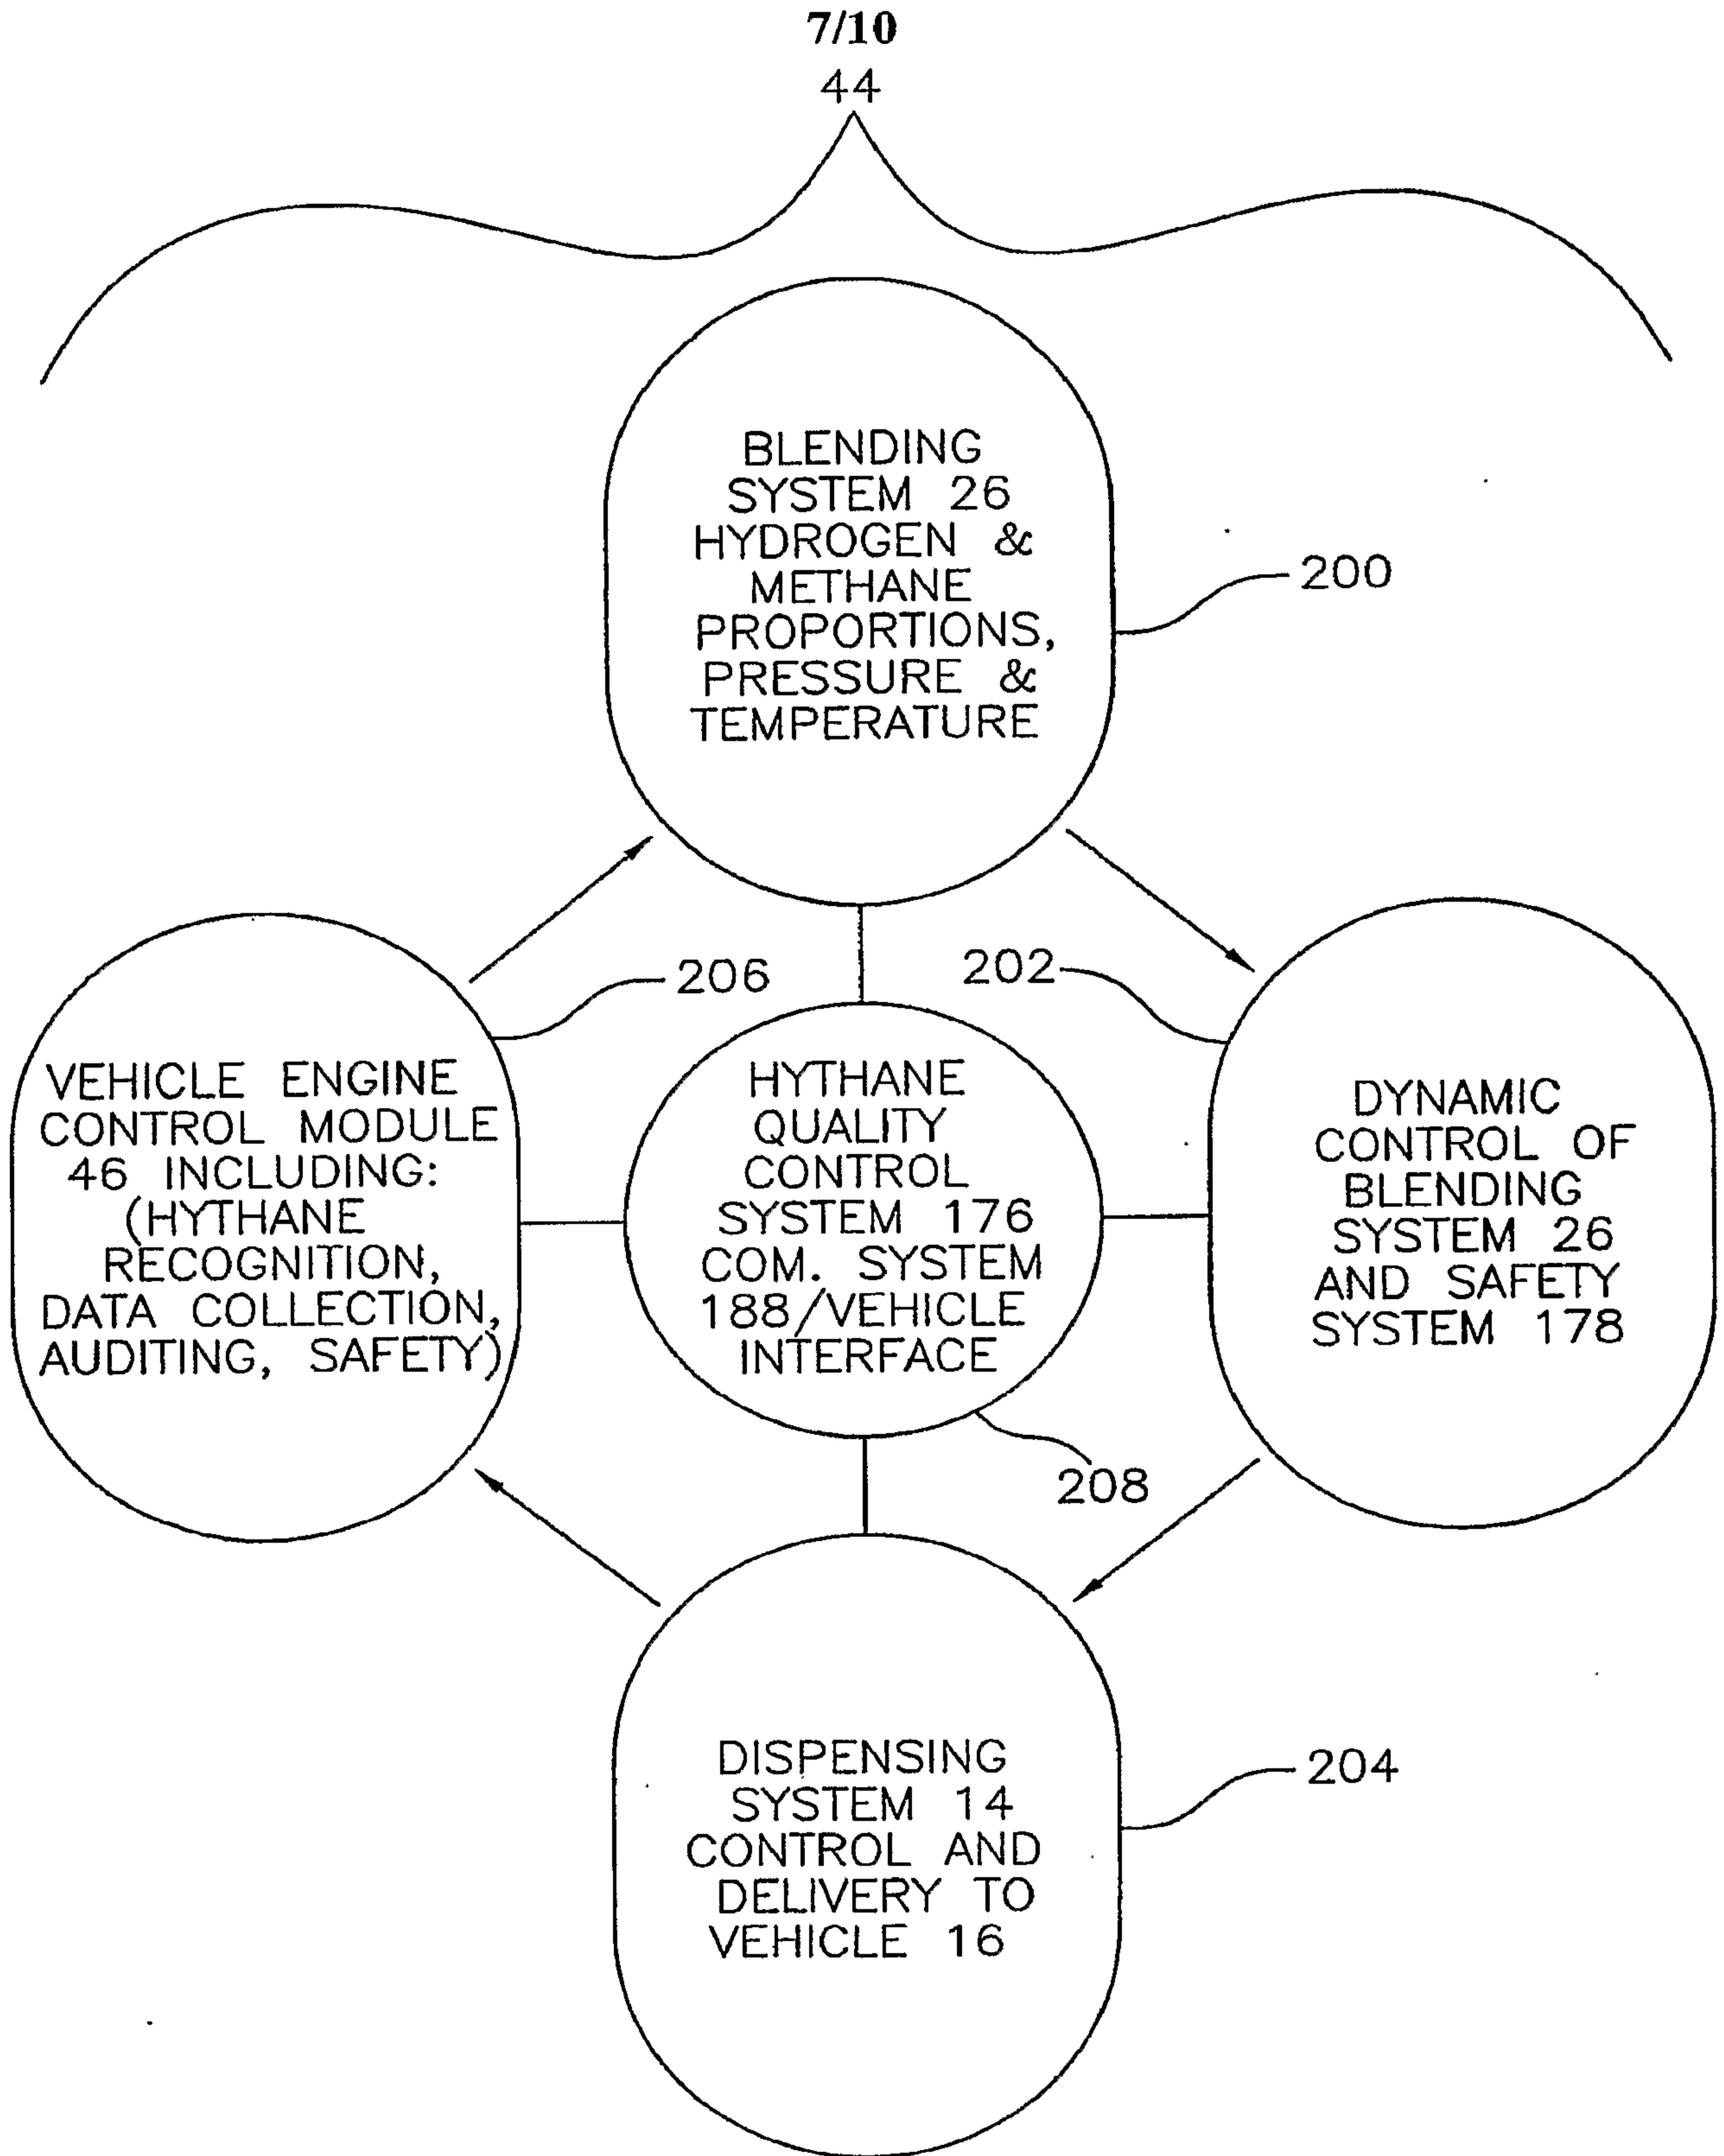 7/10
44
BLENDING
SYSTEM 26
HYDROGEN &
METHANE
PROPORTIONS,
PRESSURE &
TEMPERATURE
200
206
202
VEHICLE ENGINE
CONTROL MODULE
46 INCLUDING:
(HYTHANE
RECOGNITION,
DATA COLLECTION,
AUDITING, SAFETY)
HYTHANE
QUALITY
CONTROL
SYSTEM 176
COM. SYSTEM
188/VEHICLE
INTERFACE
DYNAMIC
CONTROL OF
BLENDING
SYSTEM 26
AND SAFETY
SYSTEM 178
208
DISPENSING
SYSTEM 14
CONTROL AND
DELIVERY TO
VEHICLE 16
204